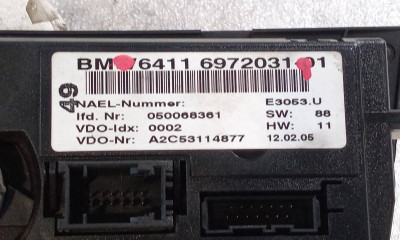 BM 76411 6972031-01
49
NAEL-Nummer: E3053.U
lfd. Nr: 050068361 SW: 88
VDO-Idx: 0002 HW: 11
VDO-Nr: A2C53114877 12.02.05